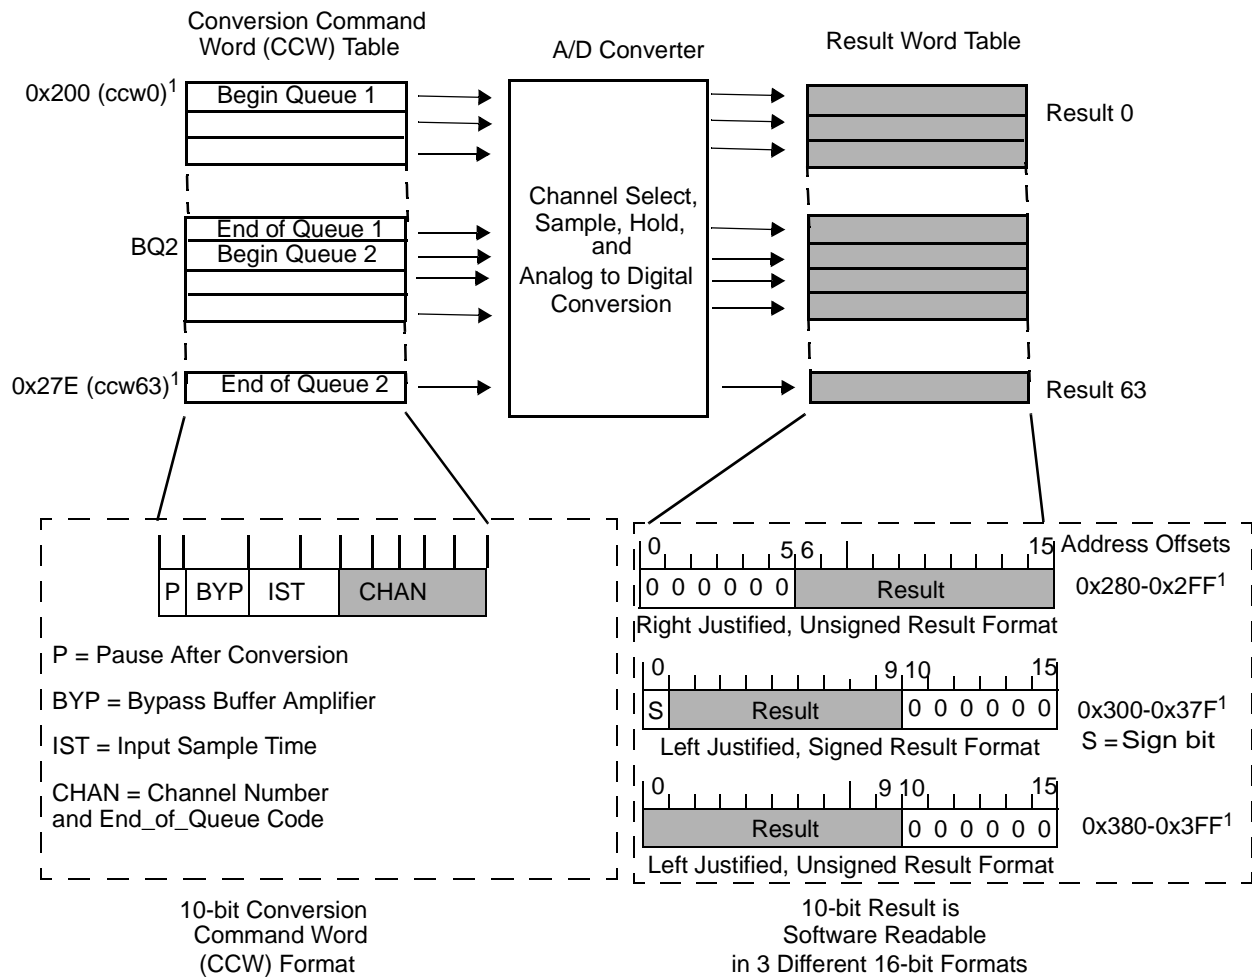 Conversion Command
Word (CCW) Table
A/D Converter
Result Word Table
0x200 (ccw0)1
Begin Queue 1
Result 0
Channel Select,
Sample, Hold,
and
Analog to Digital
Conversion
End of Queue 1
BQ2
Begin Queue 2
0x27E (ccw63)1
End of Queue 2
Result 63
P BYP IST CHAN
P = Pause After Conversion
BYP = Bypass Buffer Amplifier
IST = Input Sample Time
CHAN = Channel Number
and End_of_Queue Code
0 5 6 15
Address Offsets
0 0 0 0 0 0 Result
0x280-0x2FF1
Right Justified, Unsigned Result Format
0 9 10 15
S Result 0 0 0 0 0 0
0x300-0x37F1
S = Sign bit
Left Justified, Signed Result Format
0 9 10 15
Result 0 0 0 0 0 0
0x380-0x3FF1
Left Justified, Unsigned Result Format
10-bit Conversion
Command Word
(CCW) Format
10-bit Result is
Software Readable
in 3 Different 16-bit Formats